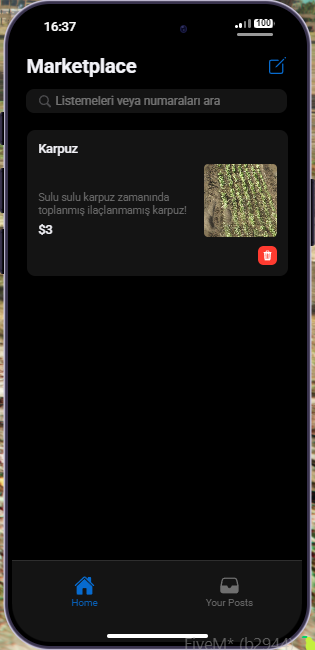 16:37
100
Marketplace
Listemeleri veya numaraları ara
Karpuz
Sulu sulu karpuz zamanında
toplanmış ilaçlanmamış karpuz!
$3
Home
Your Posts
FiveM* (b2944)